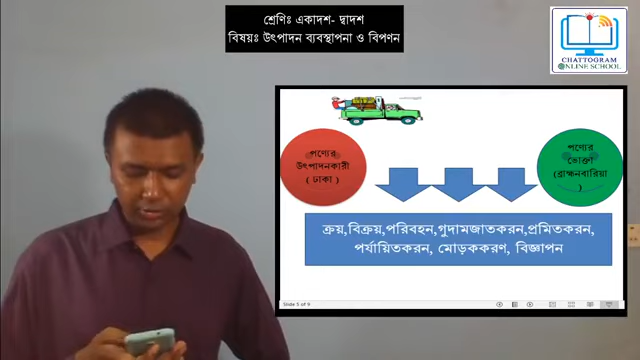 শ্রেণিঃ একাদশ- দ্বাদশ
বিষয়ঃ উৎপাদন ব্যবস্থাপনা ও বিপণন
CHATTOGRAM
ONLINE SCHOOL
পণ্যের
উৎপাদনকারী
( ঢাকা )
পণ্যের
ভোক্তা
(ব্রাহ্মনবারিয়া
)
ক্রয়,বিক্রয়,পরিবহন,গুদামজাতকরন,প্রমিতকরন,
পর্যায়িতকরন, মোড়ককরণ, বিজ্ঞাপন
Slide 5 of 9